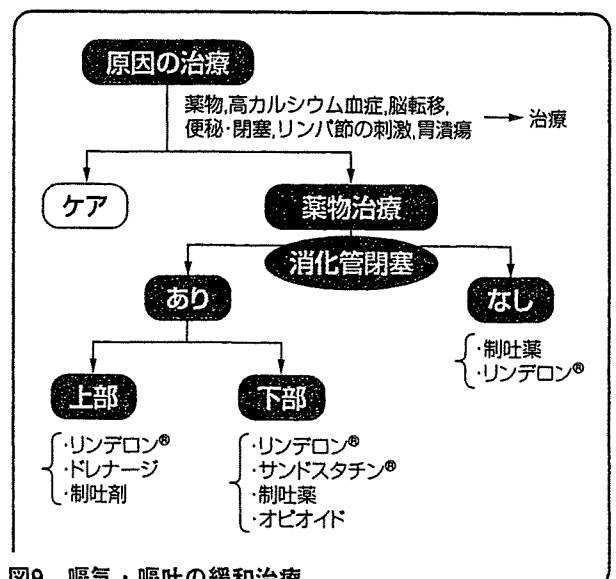 原因の治療
薬物,高カルシウム血症,脳転移,
便秘・閉塞,リンパ節の刺激,胃潰瘍
治療
ケア
薬物治療
消化管閉塞
あり
なし
・制吐薬
・リンデロン®
上部
・リンデロン®
・ドレナージ
・制吐剤
下部
・リンデロン®
・サンドスタチン®
・制吐薬
・オピオイド
図9 嘔気・嘔吐の緩和治療